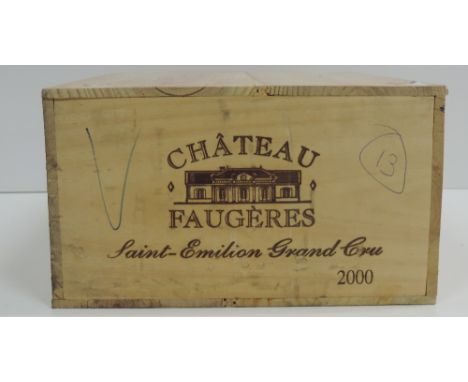 CHÂTEAU
FAUGÈRES
Saint-Emilion Grand Cru
2000
13
V